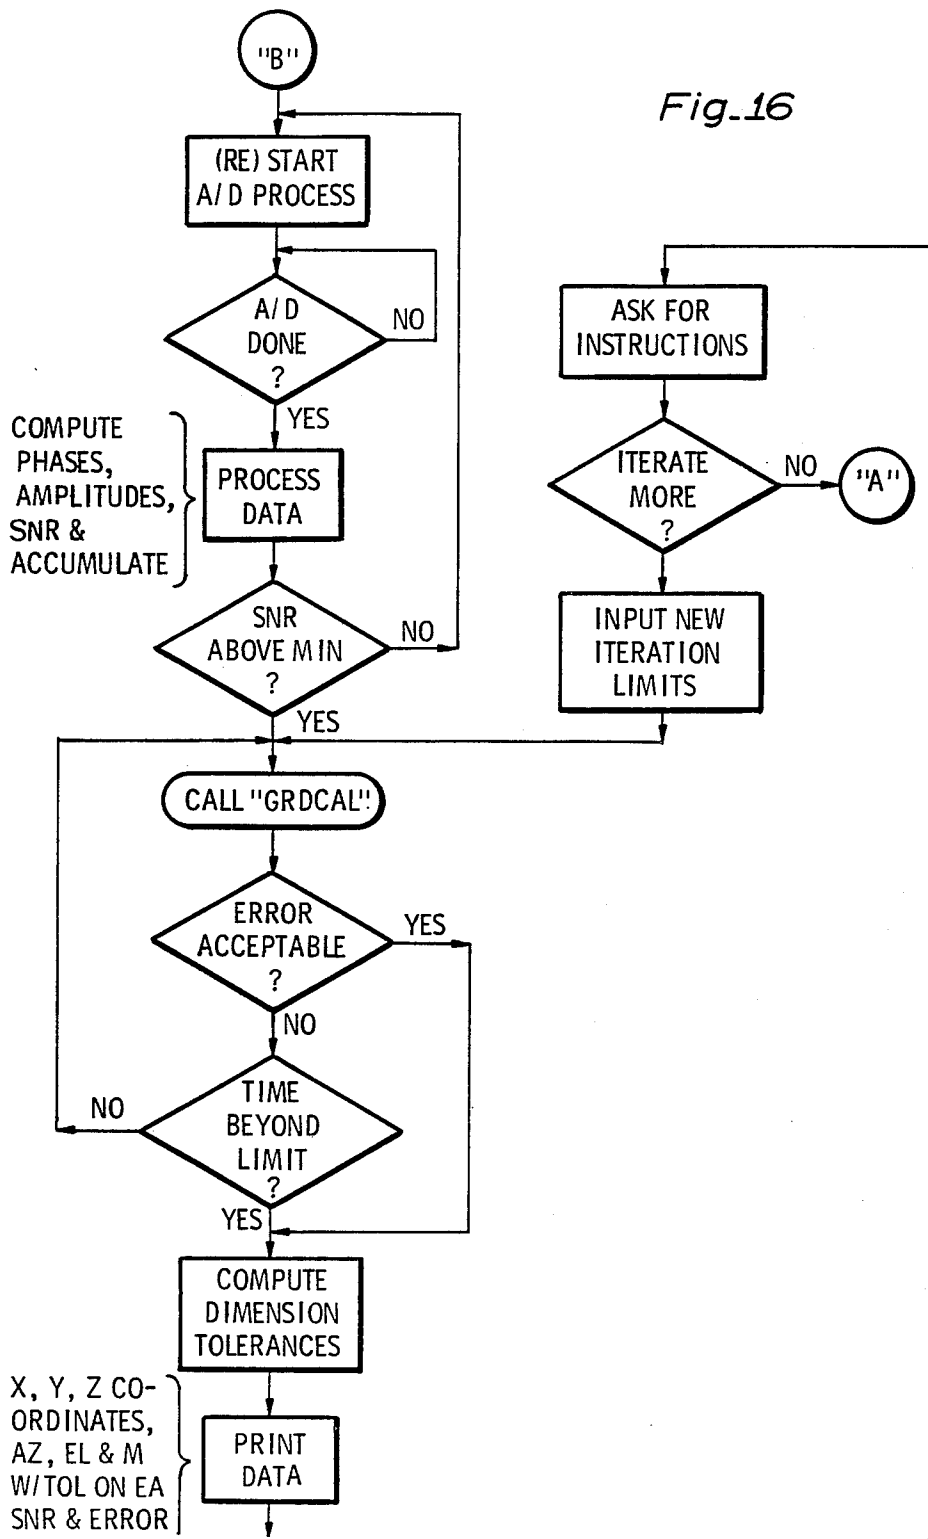 "B"
Fig_16
(RE) START
A/D PROCESS
A/D
DONE
?
NO
YES
COMPUTE
PHASES,
AMPLITUDES,
SNR &
ACCUMULATE
PROCESS
DATA
SNR
ABOVE MIN
?
NO
YES
ASK FOR
INSTRUCTIONS
ITERATE
MORE
?
NO
"A"
INPUT NEW
ITERATION
LIMITS
CALL "GRDCAL"
ERROR
ACCEPTABLE
?
YES
NO
TIME
BEYOND
LIMIT
?
NO
YES
COMPUTE
DIMENSION
TOLERANCES
X, Y, Z CO-
ORDINATES,
AZ, EL & M
W/TOL ON EA
SNR & ERROR
PRINT
DATA